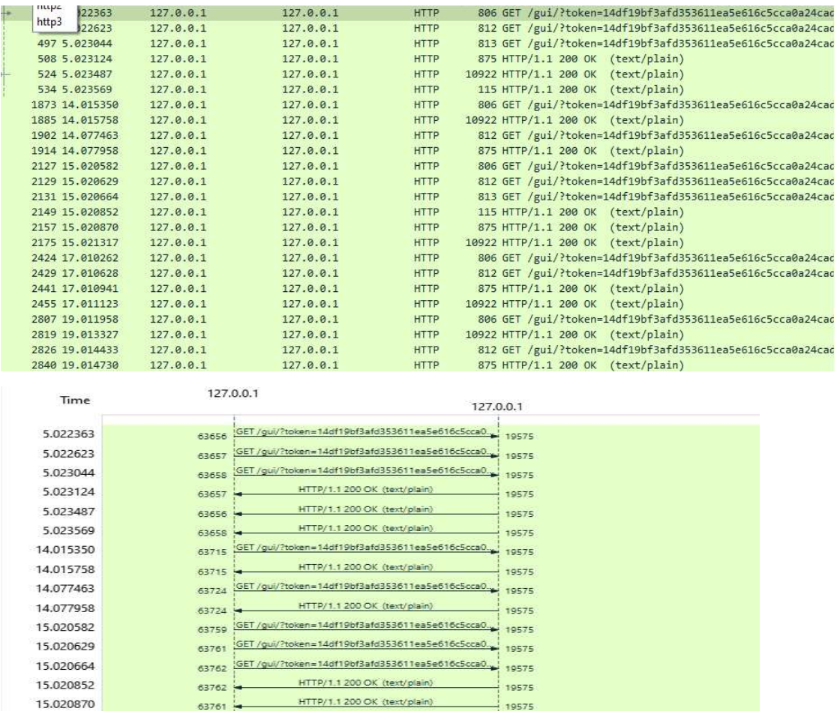 http2
http3
022363 127.0.0.1 127.0.0.1 HTTP 806 GET /gui/?token=14df19bf3afd353611ea5e616c5cca0a24cad
22623 127.0.0.1 127.0.0.1 HTTP 812 GET /gui/?token=14df19bf3afd353611ea5e616c5cca0a24cad
497 5.023044 127.0.0.1 127.0.0.1 HTTP 813 GET /gui/?token=14df19bf3afd353611ea5e616c5cca0a24cad
508 5.023124 127.0.0.1 127.0.0.1 HTTP 875 HTTP/1.1 200 OK (text/plain)
524 5.023487 127.0.0.1 127.0.0.1 HTTP 10922 HTTP/1.1 200 OK (text/plain)
534 5.023569 127.0.0.1 127.0.0.1 HTTP 115 HTTP/1.1 200 OK (text/plain)
1873 14.015350 127.0.0.1 127.0.0.1 HTTP 806 GET /gui/?token=14df19bf3afd353611ea5e616c5cca0a24cad
1885 14.015758 127.0.0.1 127.0.0.1 HTTP 10922 HTTP/1.1 200 OK (text/plain)
1902 14.077463 127.0.0.1 127.0.0.1 HTTP 812 GET /gui/?token=14df19bf3afd353611ea5e616c5cca0a24cad
1914 14.077958 127.0.0.1 127.0.0.1 HTTP 875 HTTP/1.1 200 OK (text/plain)
2127 15.020582 127.0.0.1 127.0.0.1 HTTP 806 GET /gui/?token=14df19bf3afd353611ea5e616c5cca0a24cad
2129 15.020629 127.0.0.1 127.0.0.1 HTTP 812 GET /gui/?token=14df19bf3afd353611ea5e616c5cca0a24cad
2131 15.020664 127.0.0.1 127.0.0.1 HTTP 813 GET /gui/?token=14df19bf3afd353611ea5e616c5cca0a24cad
2149 15.020852 127.0.0.1 127.0.0.1 HTTP 115 HTTP/1.1 200 OK (text/plain)
2157 15.020870 127.0.0.1 127.0.0.1 HTTP 875 HTTP/1.1 200 OK (text/plain)
2175 15.021317 127.0.0.1 127.0.0.1 HTTP 10922 HTTP/1.1 200 OK (text/plain)
2424 17.010262 127.0.0.1 127.0.0.1 HTTP 806 GET /gui/?token=14df19bf3afd353611ea5e616c5cca0a24cad
2429 17.010628 127.0.0.1 127.0.0.1 HTTP 812 GET /gui/?token=14df19bf3afd353611ea5e616c5cca0a24cad
2441 17.010941 127.0.0.1 127.0.0.1 HTTP 875 HTTP/1.1 200 OK (text/plain)
2455 17.011123 127.0.0.1 127.0.0.1 HTTP 10922 HTTP/1.1 200 OK (text/plain)
2807 19.011958 127.0.0.1 127.0.0.1 HTTP 806 GET /gui/?token=14df19bf3afd353611ea5e616c5cca0a24cad
2819 19.013327 127.0.0.1 127.0.0.1 HTTP 10922 HTTP/1.1 200 OK (text/plain)
2826 19.014433 127.0.0.1 127.0.0.1 HTTP 812 GET /gui/?token=14df19bf3afd353611ea5e616c5cca0a24cad
2840 19.014730 127.0.0.1 127.0.0.1 HTTP 875 HTTP/1.1 200 OK (text/plain)
Time 127.0.0.1 127.0.0.1
5.022363 63656 GET /gui/?token=14df19bf3afd353611ea5e616c5cca0... 19575
5.022623 63657 GET /gui/?token=14df19bf3afd353611ea5e616c5cca0... 19575
5.023044 63658 GET /gui/?token=14df19bf3afd353611ea5e616c5cca0... 19575
5.023124 63657 HTTP/1.1 200 OK (text/plain) 19575
5.023487 63656 HTTP/1.1 200 OK (text/plain) 19575
5.023569 63658 HTTP/1.1 200 OK (text/plain) 19575
14.015350 63715 GET /gui/?token=14df19bf3afd353611ea5e616c5cca0... 19575
14.015758 63715 HTTP/1.1 200 OK (text/plain) 19575
14.077463 63724 GET /gui/?token=14df19bf3afd353611ea5e616c5cca0... 19575
14.077958 63724 HTTP/1.1 200 OK (text/plain) 19575
15.020582 63759 GET /gui/?token=14df19bf3afd353611ea5e616c5cca0... 19575
15.020629 63761 GET /gui/?token=14df19bf3afd353611ea5e616c5cca0... 19575
15.020664 63762 GET /gui/?token=14df19bf3afd353611ea5e616c5cca0... 19575
15.020852 63762 HTTP/1.1 200 OK (text/plain) 19575
15.020870 63761 HTTP/1.1 200 OK (text/plain) 19575